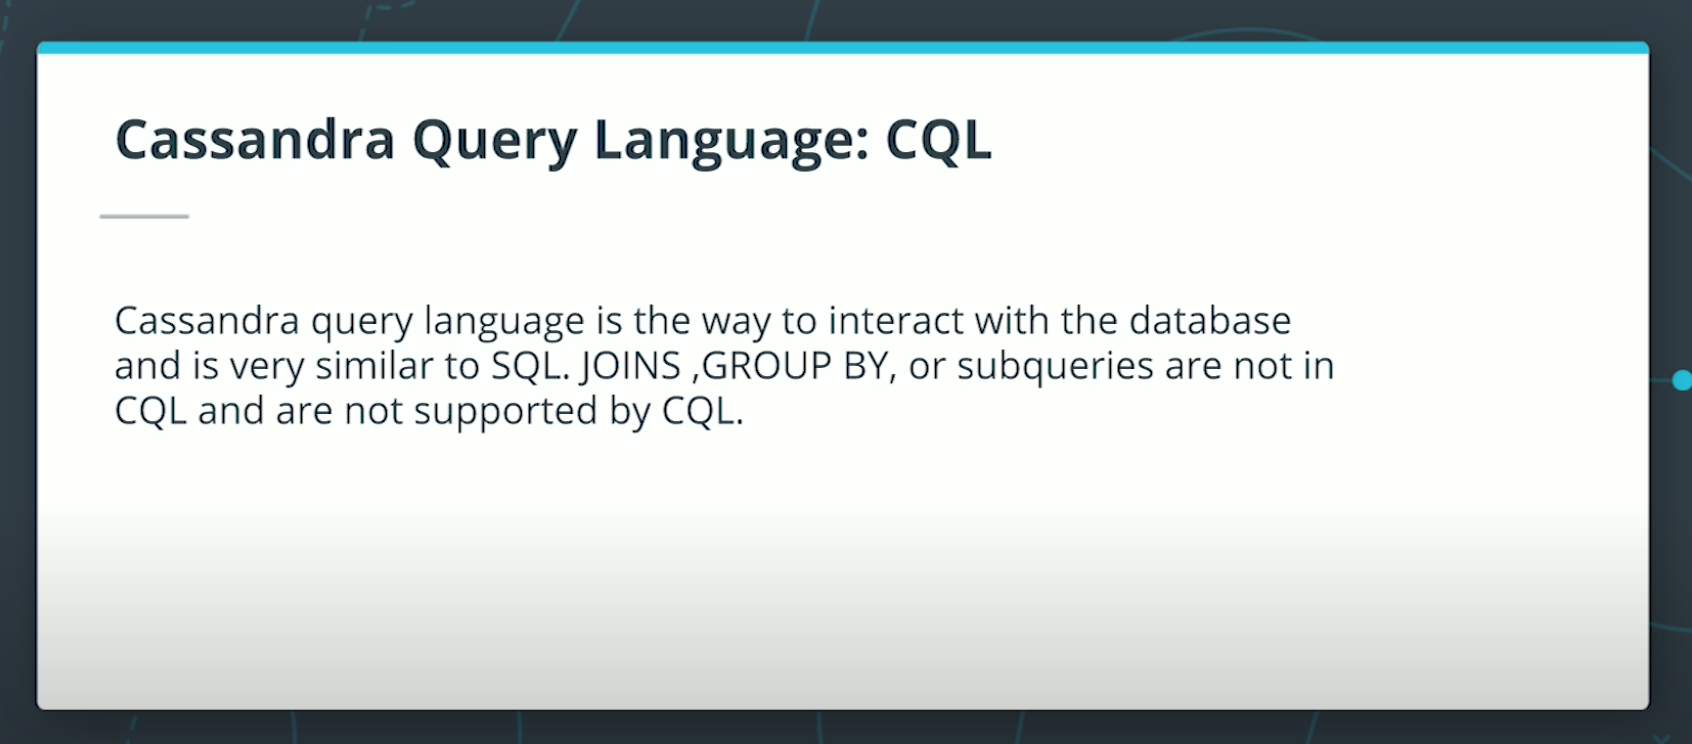 Cassandra Query Language: CQL
Cassandra query language is the way to interact with the database
and is very similar to SQL. JOINS ,GROUP BY, or subqueries are not in
CQL and are not supported by CQL.